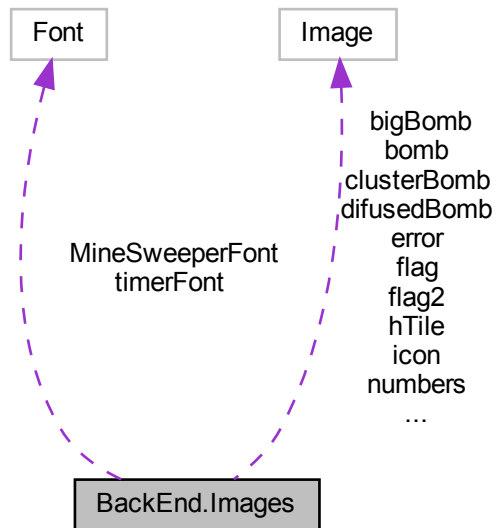 Font
Image
bigBomb
bomb
clusterBomb
difusedBomb
error
flag
flag2
hTile
icon
numbers
...
MineSweeperFont
timerFont
BackEnd.Images